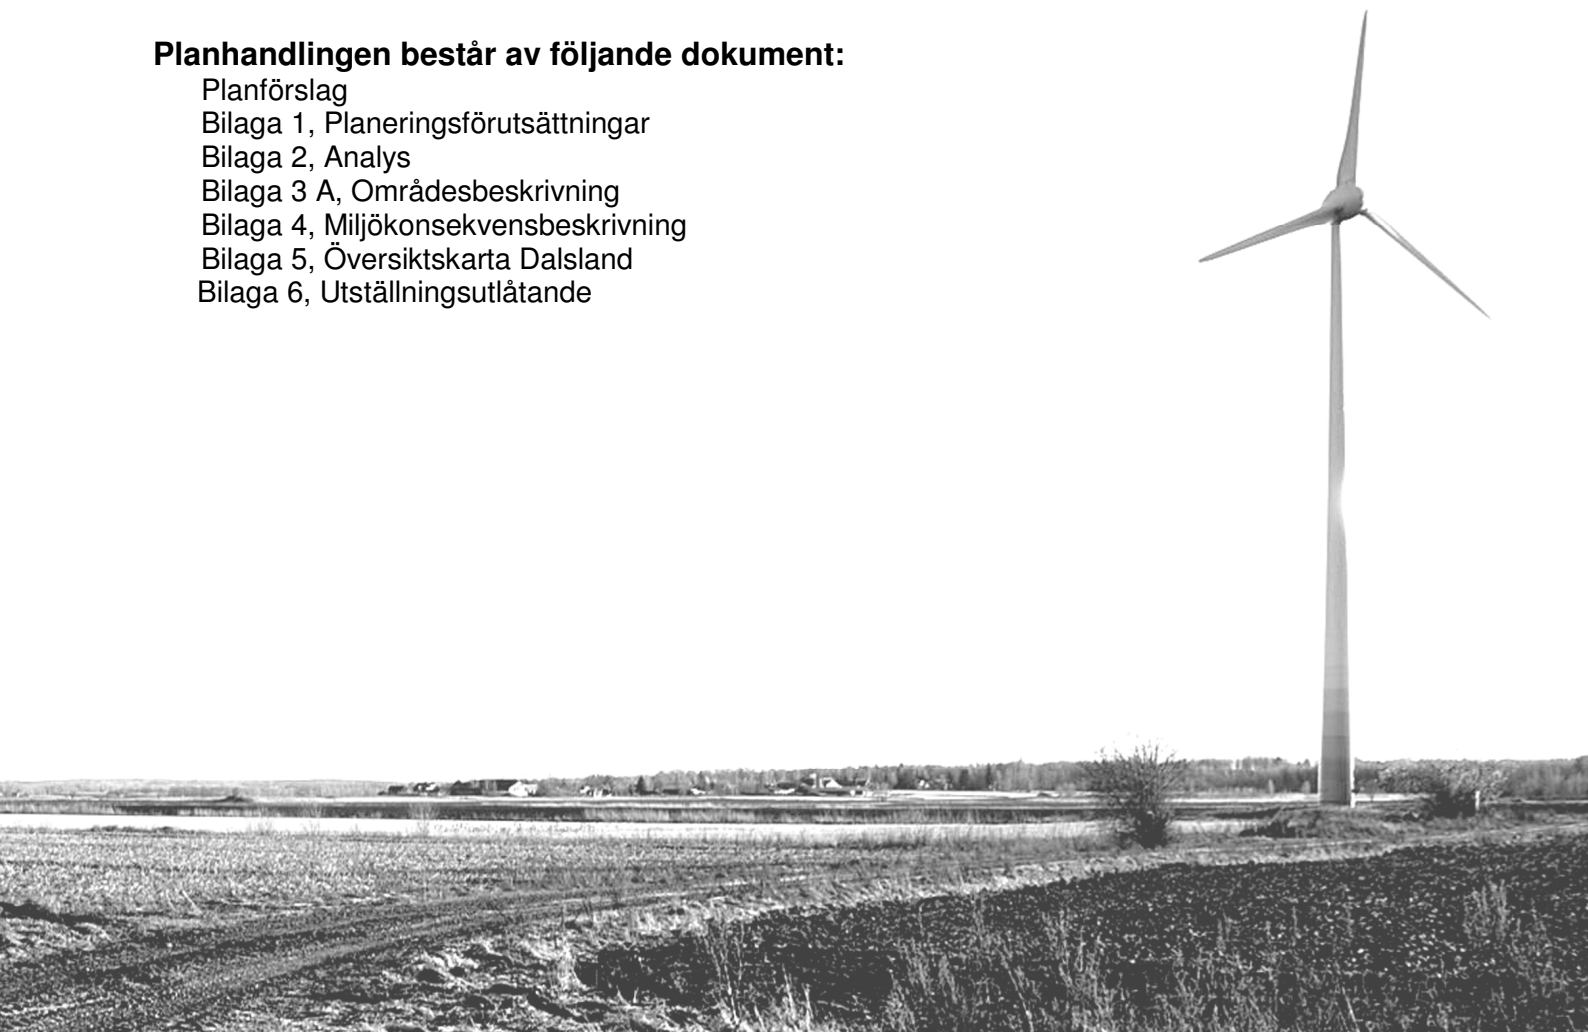 Planhandlingen består av följande dokument:
Planförslag
Bilaga 1, Planeringsförutsättningar
Bilaga 2, Analys
Bilaga 3 A, Områdesbeskrivning
Bilaga 4, Miljökonsekvensbeskrivning
Bilaga 5, Översiktskarta Dalsland
Bilaga 6, Utställningsutlåtande